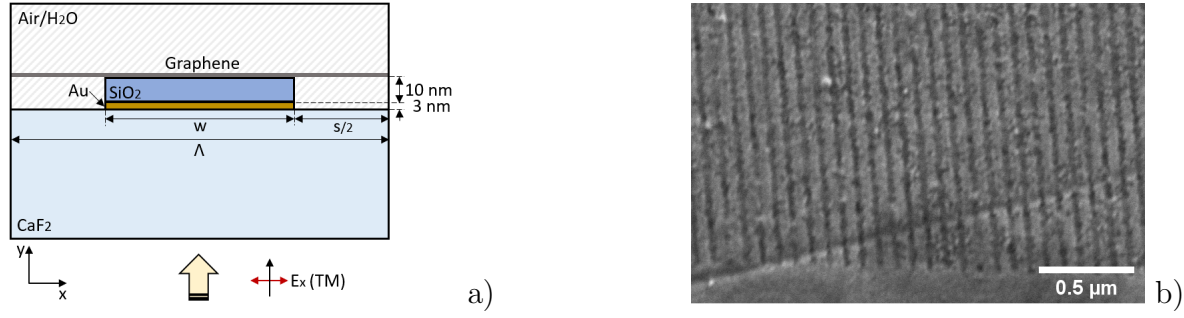 Air/H2O
Graphene
Au
SiO2
10 nm
3 nm
w
s/2
Λ
CaF2
y
x
Ex (TM)
a)
0.5 µm
b)